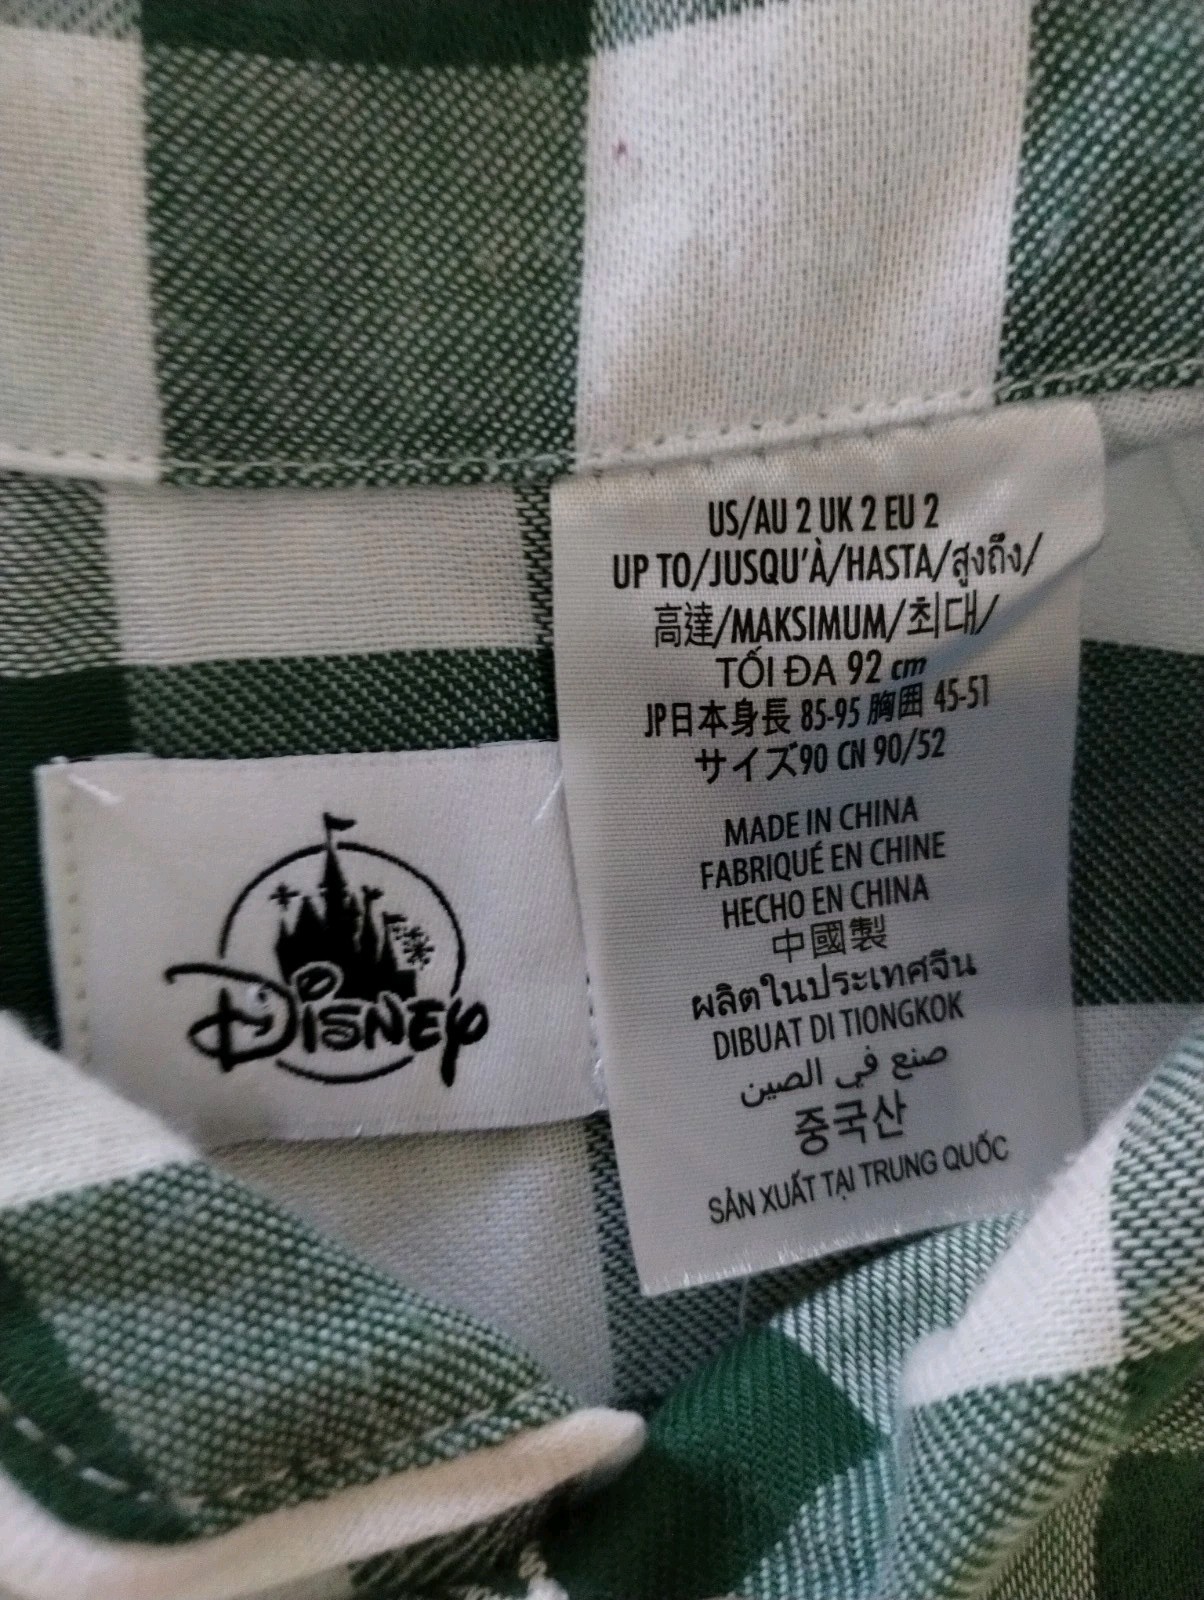 US/AU 2 UK 2 EU 2
UP TO/JUSQU'À/HASTA/สูงถึง/
高達/MAKSIMUM/최대/
TỐI ĐA 92 cm
JP日本身長 85-95 胸囲 45-51
サイズ90 CN 90/52
MADE IN CHINA
FABRIQUÉ EN CHINE
HECHO EN CHINA
中國製
ผลิตในประเทศจีน
DIBUAT DI TIONGKOK
صنع في الصين
중국산
SẢN XUẤT TẠI TRUNG QUỐC
DISNEY